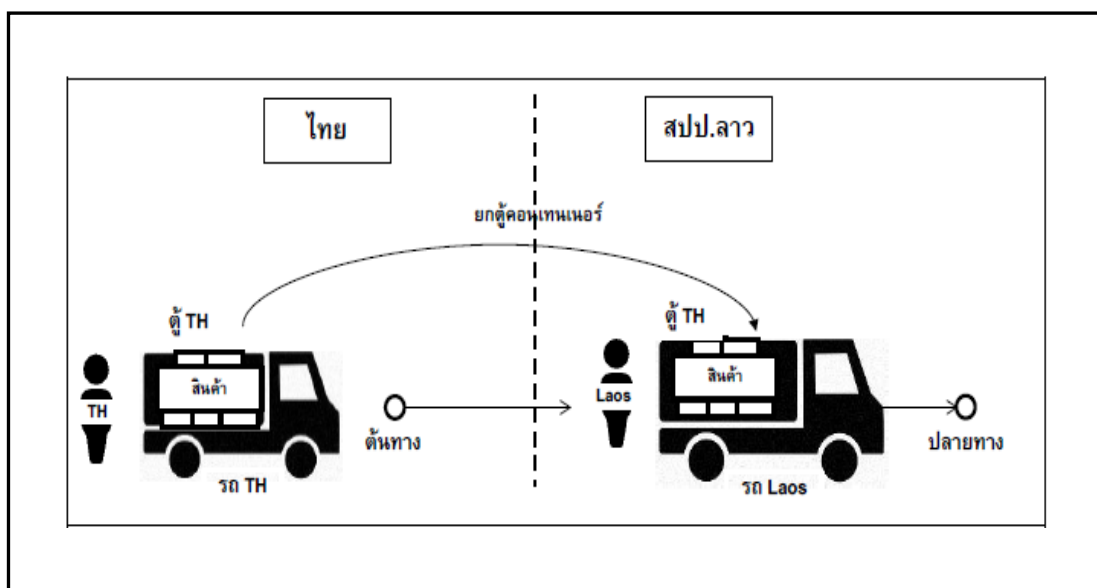 ไทย
สปป.ลาว
ยกตู้คอนเทนเนอร์
ตู้ TH
ตู้ TH
สินค้า
สินค้า
TH
Laos
ต้นทาง
ปลายทาง
รถ TH
รถ Laos